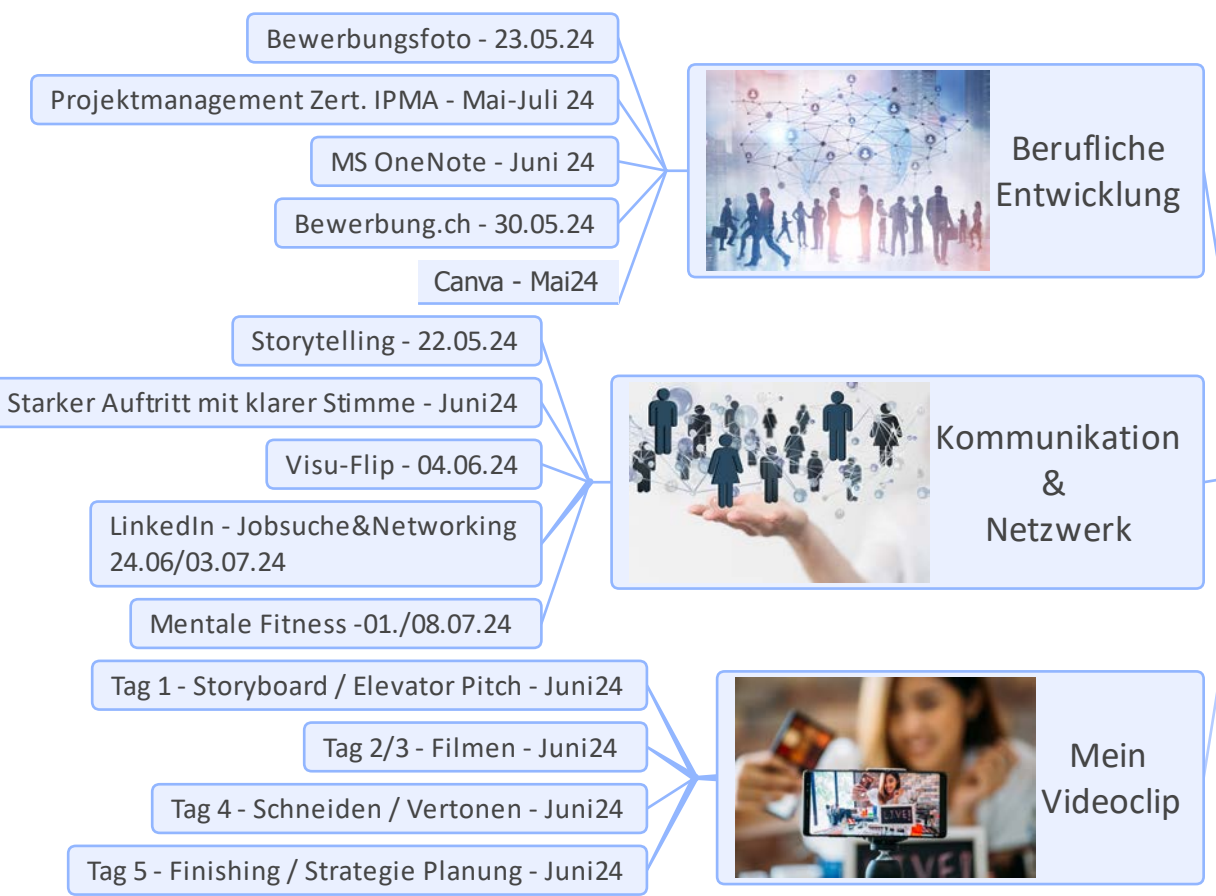 Bewerbungsfoto - 23.05.24
Projektmanagement Zert. IPMA - Mai-Juli 24
MS OneNote - Juni 24
Bewerbung.ch - 30.05.24
Canva - Mai24
Berufliche
Entwicklung
Storytelling - 22.05.24
Starker Auftritt mit klarer Stimme - Juni24
Visu-Flip - 04.06.24
LinkedIn - Jobsuche&Networking
24.06/03.07.24
Mentale Fitness -01./08.07.24
Kommunikation
&
Netzwerk
Tag 1 - Storyboard / Elevator Pitch - Juni24
Tag 2/3 - Filmen - Juni24
Tag 4 - Schneiden / Vertonen - Juni24
Tag 5 - Finishing / Strategie Planung - Juni24
LIVE!
LIVE!
Mein
Videoclip